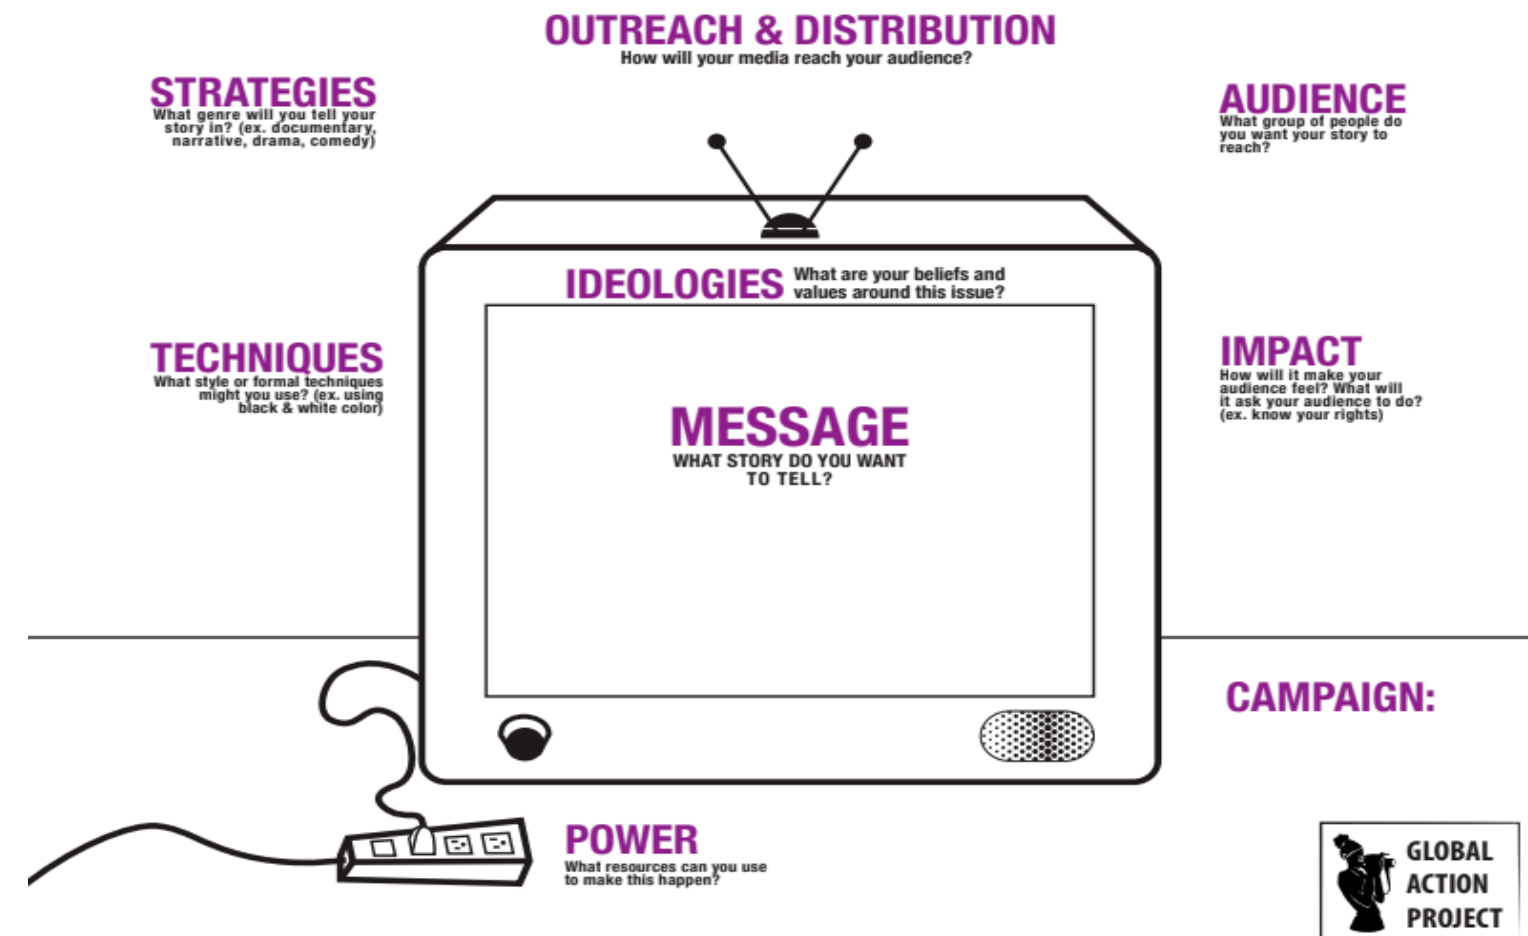 OUTREACH & DISTRIBUTION
How will your media reach your audience?
STRATEGIES
What genre will you tell your
story in? (ex. documentary,
narrative, drama, comedy)
AUDIENCE
What group of people do
you want your story to
reach?
IDEOLOGIES
What are your beliefs and
values around this issue?
TECHNIQUES
What style or formal techniques
might you use? (ex. using
black & white color)
MESSAGE
WHAT STORY DO YOU WANT
TO TELL?
IMPACT
How will it make your
audience feel? What will
it ask your audience to do?
(ex. know your rights)
CAMPAIGN:
POWER
What resources can you use
to make this happen?
GLOBAL
ACTION
PROJECT